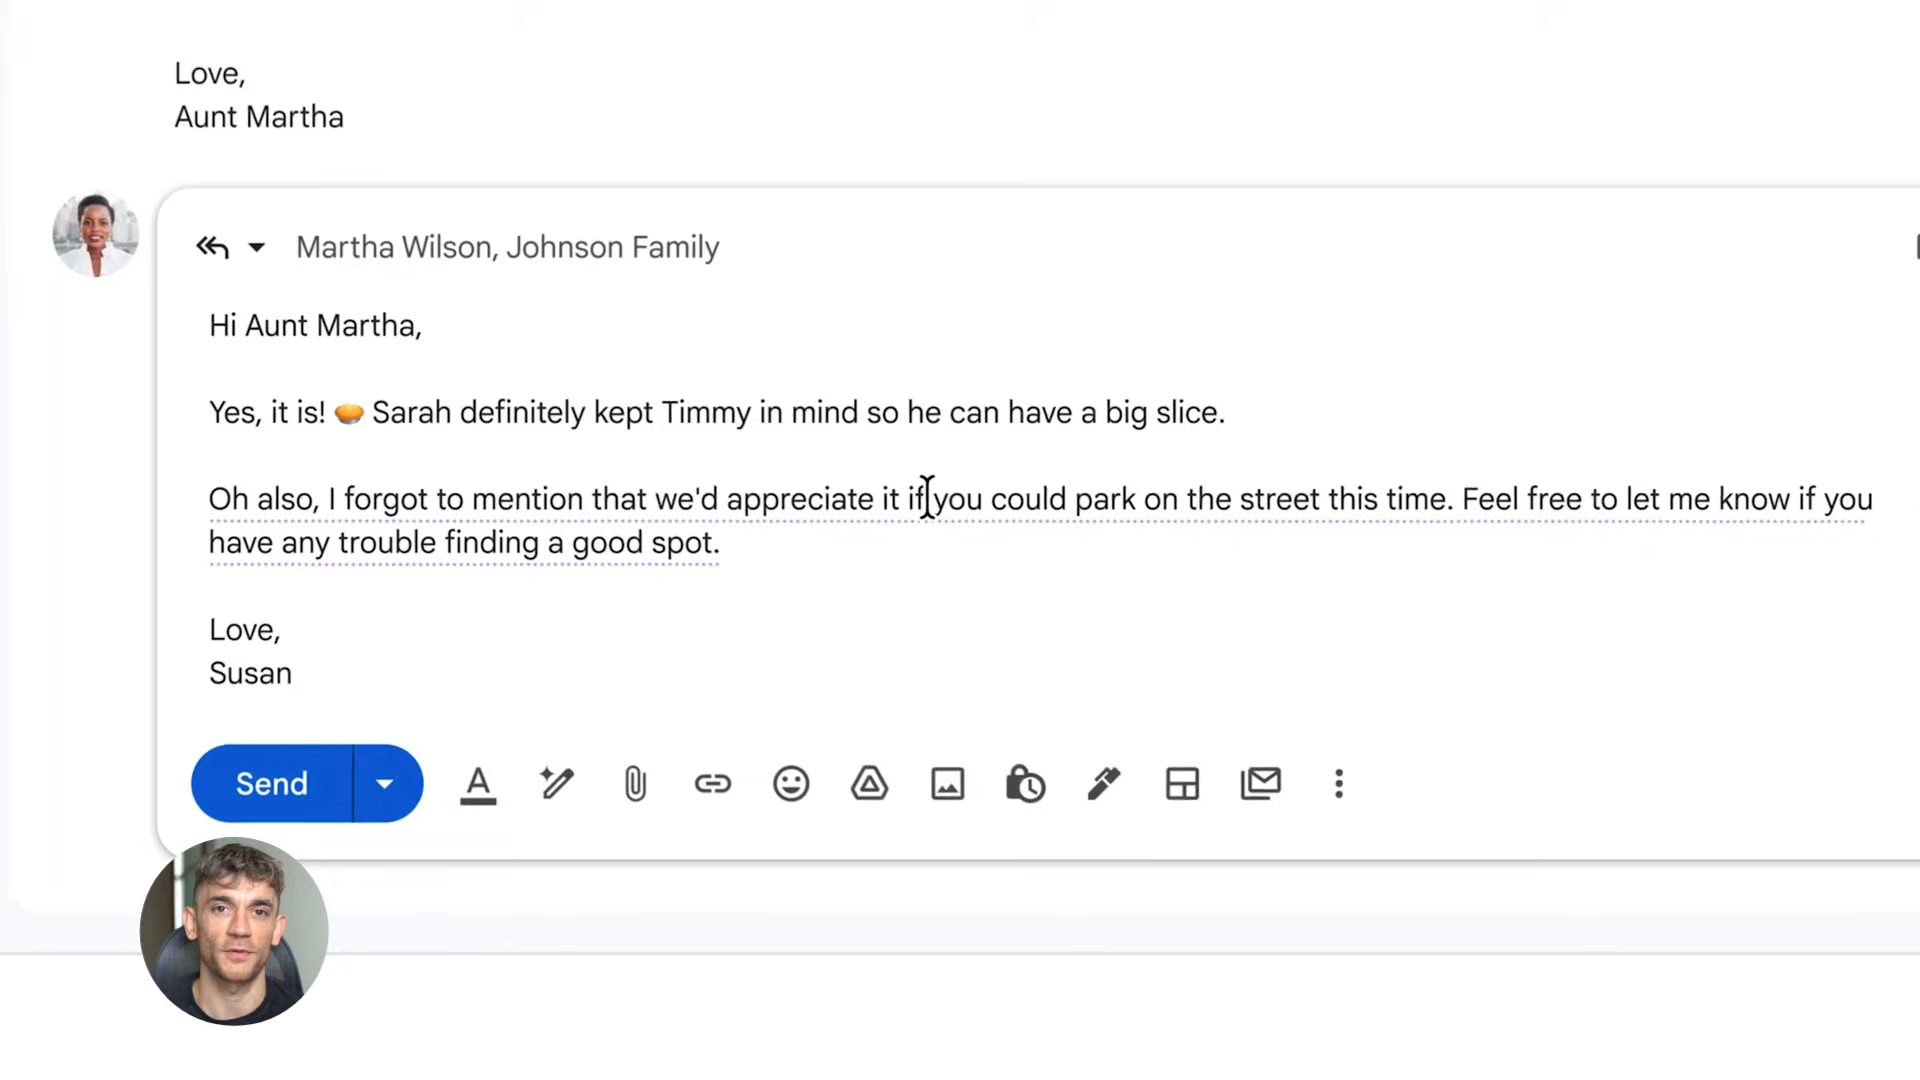 Love,
Aunt Martha
Martha Wilson, Johnson Family
Hi Aunt Martha,
Yes, it is! 🥧 Sarah definitely kept Timmy in mind so he can have a big slice.
Oh also, I forgot to mention that we'd appreciate it if you could park on the street this time. Feel free to let me know if you
have any trouble finding a good spot.
Love,
Susan
Send